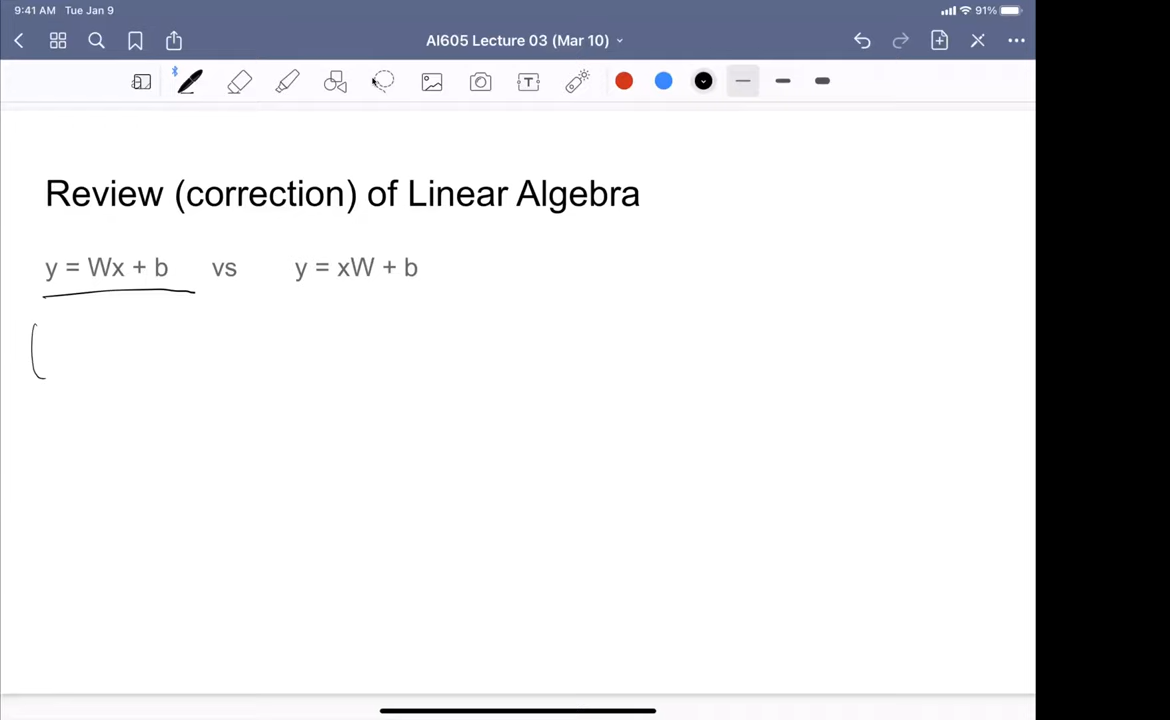 9:41 AM Tue Jan 9 91%
AI605 Lecture 03 (Mar 10)
T
Review (correction) of Linear Algebra
y = Wx + b vs y = xW + b
(